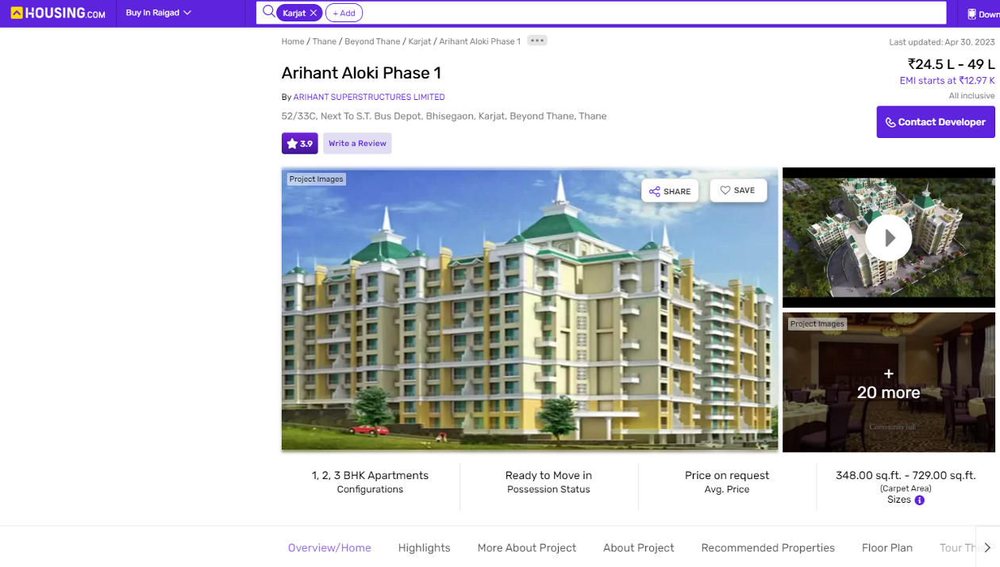 HOUSING.COM
Buy in Raigad
Karjat
+ Add
Home / Thane / Beyond Thane / Karjat / Arihant Aloki Phase 1
Last updated: Apr 30, 2023
Arihant Aloki Phase 1
₹24.5 L - 49 L
EMI starts at ₹12.97 K
By ARIHANT SUPERSTRUCTURES LIMITED
All inclusive
52/33C, Next To S.T. Bus Depot, Bhisegaon, Karjat, Beyond Thane, Thane
Contact Developer
3.9
Write a Review
Project Images
SHARE
SAVE
Project Images
+
20 more
Community hall
1, 2, 3 BHK Apartments
Configurations
Ready to Move in
Possession Status
Price on request
Avg. Price
348.00 sq.ft. - 729.00 sq.ft.
(Carpet Area)
Sizes
Overview/Home
Highlights
More About Project
About Project
Recommended Properties
Floor Plan
Tour